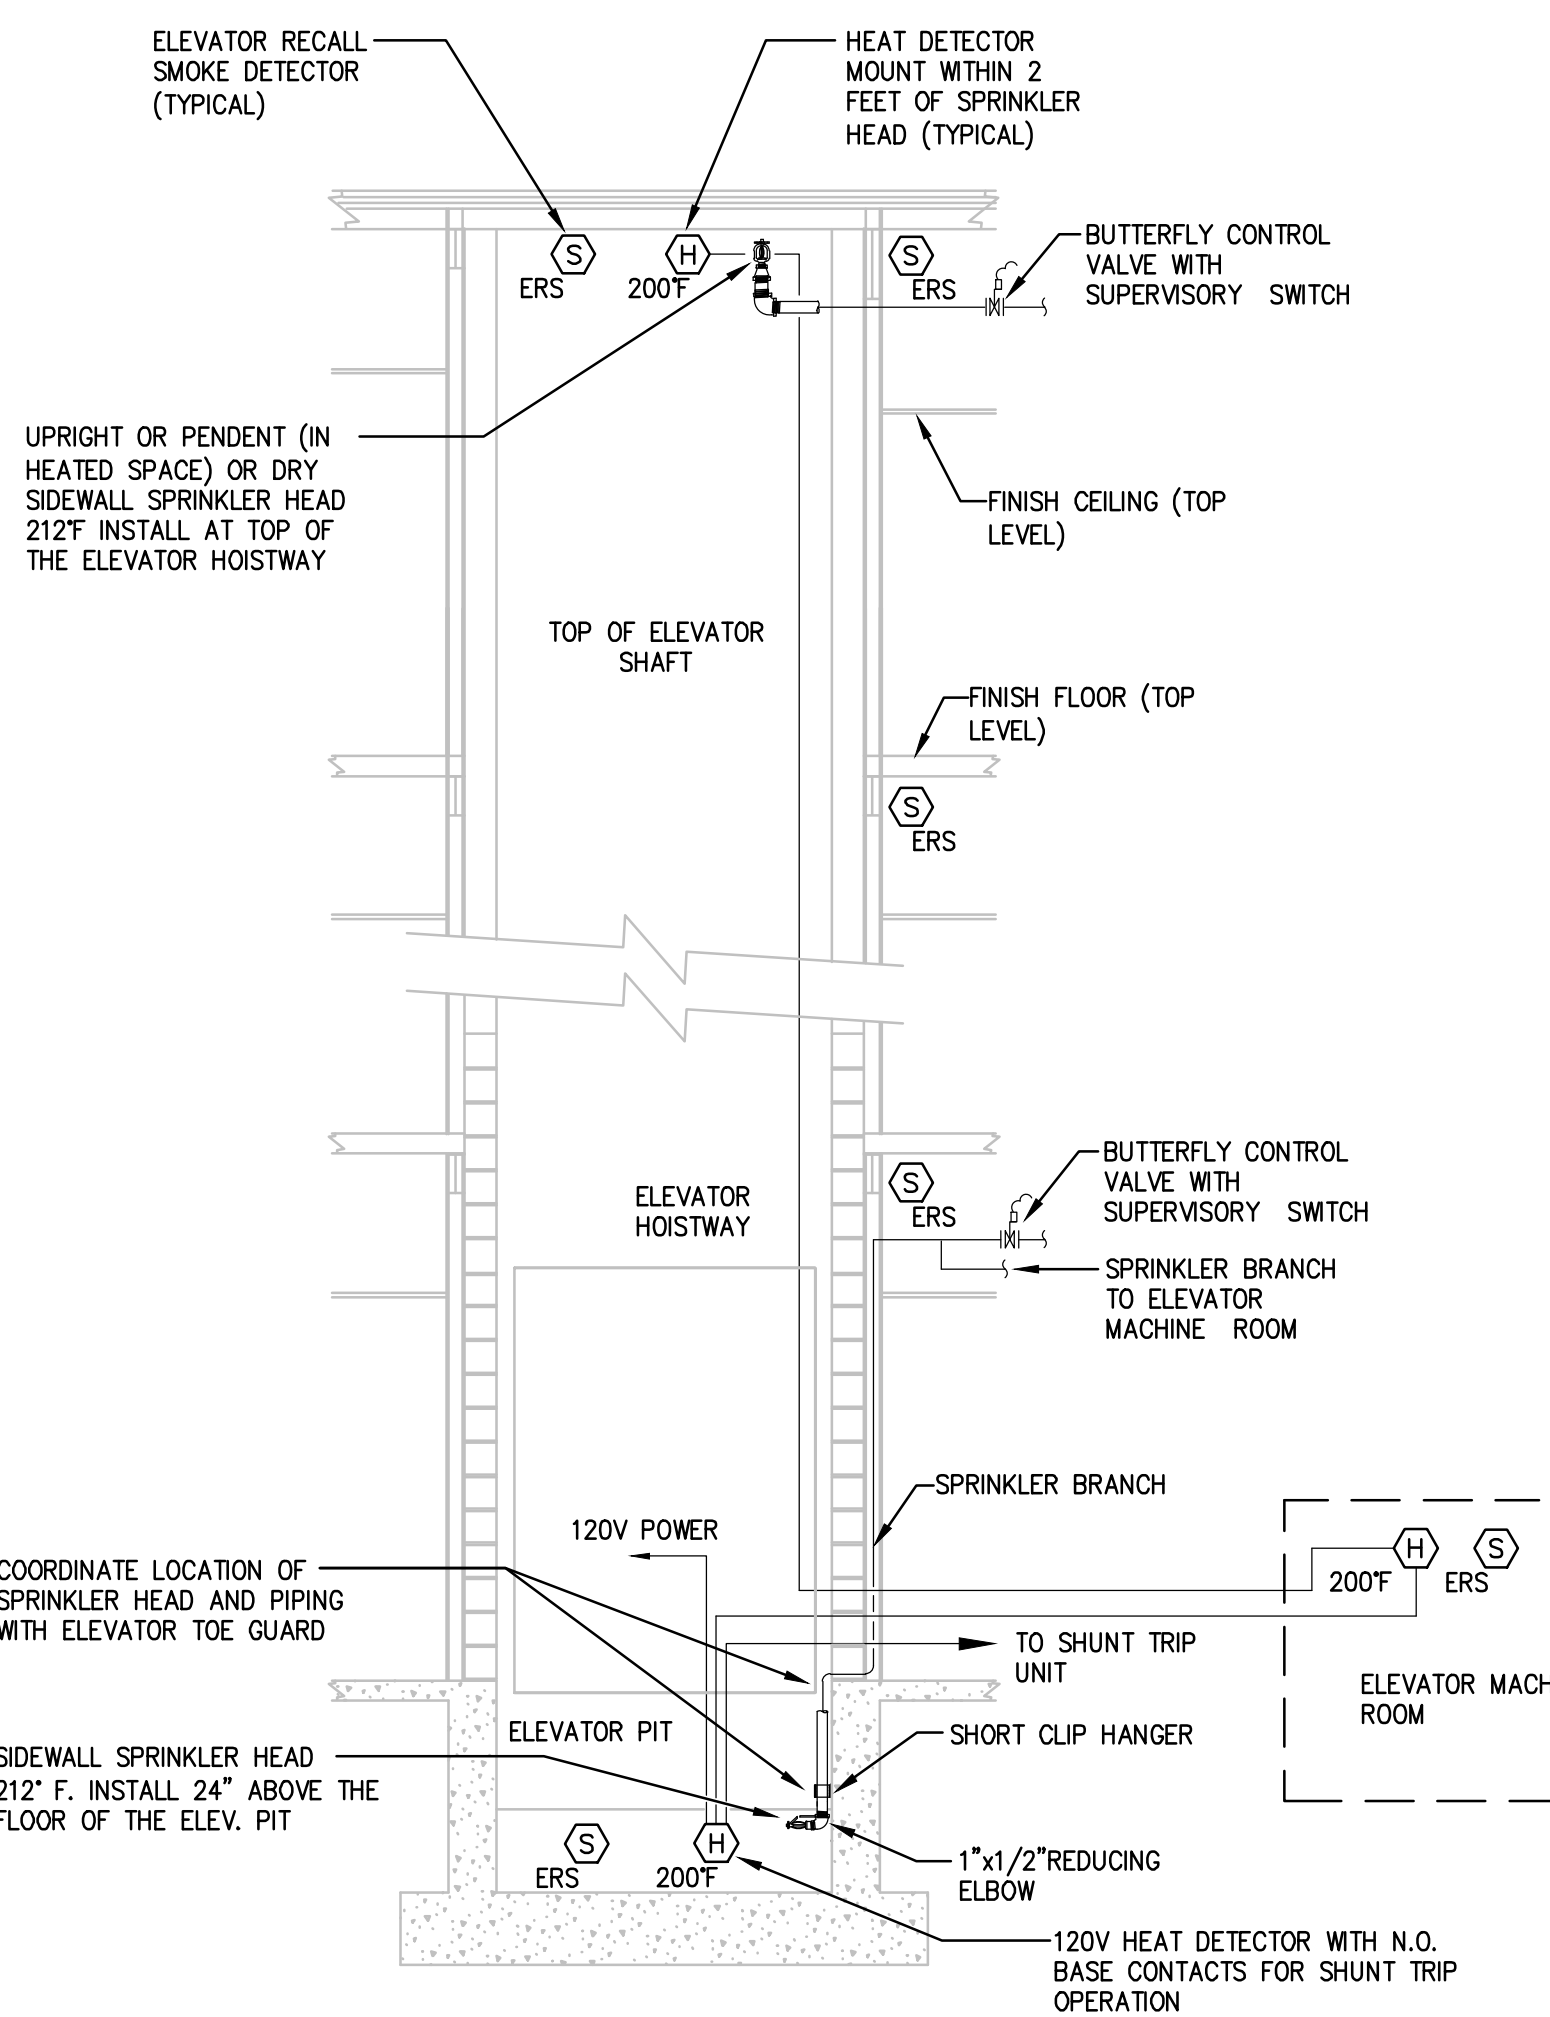 ELEVATOR RECALL
SMOKE DETECTOR
(TYPICAL)
HEAT DETECTOR
MOUNT WITHIN 2
FEET OF SPRINKLER
HEAD (TYPICAL)
S
ERS
H
200°F
S
ERS
BUTTERFLY CONTROL
VALVE WITH
SUPERVISORY SWITCH
UPRIGHT OR PENDENT (IN
HEATED SPACE) OR DRY
SIDEWALL SPRINKLER HEAD
212°F INSTALL AT TOP OF
THE ELEVATOR HOISTWAY
FINISH CEILING (TOP
LEVEL)
TOP OF ELEVATOR
SHAFT
FINISH FLOOR (TOP
LEVEL)
S
ERS
BUTTERFLY CONTROL
VALVE WITH
SUPERVISORY SWITCH
S
ERS
ELEVATOR
HOISTWAY
SPRINKLER BRANCH
TO ELEVATOR
MACHINE ROOM
SPRINKLER BRANCH
120V POWER
COORDINATE LOCATION OF
SPRINKLER HEAD AND PIPING
WITH ELEVATOR TOE GUARD
H
200°F
S
ERS
TO SHUNT TRIP
UNIT
ELEVATOR MACH
ROOM
ELEVATOR PIT
SHORT CLIP HANGER
SIDEWALL SPRINKLER HEAD
212° F. INSTALL 24" ABOVE THE
FLOOR OF THE ELEV. PIT
S
ERS
H
200°F
1"x1/2"REDUCING
ELBOW
120V HEAT DETECTOR WITH N.O.
BASE CONTACTS FOR SHUNT TRIP
OPERATION